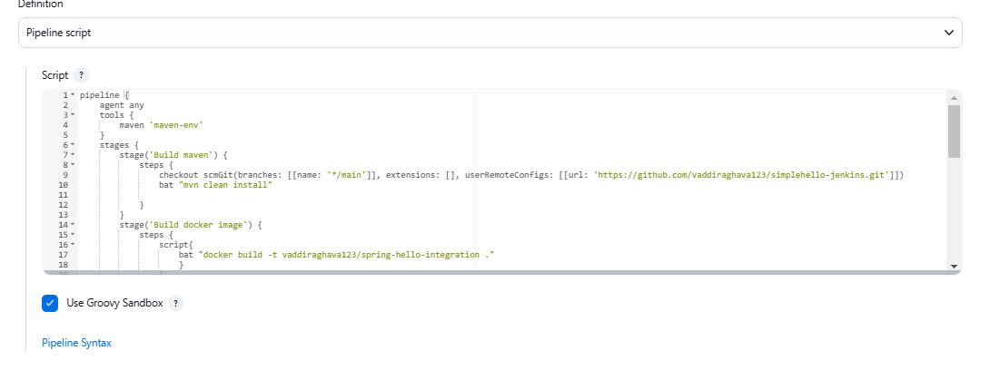 Definition
Pipeline script
Script ?
1 pipeline {
2 agent any
3 tools {
4 maven 'maven-env'
5 }
6 stages {
7 stage('Build maven') {
8 steps {
9 checkout scmGit(branches: [[name: '*/main']], extensions: [], userRemoteConfigs: [[url: 'https://github.com/vaddiraghava123/simplehello-jenkins.git']])
10 bat "mvn clean install"
11
12 }
13 }
14 stage('Build docker image') {
15 steps {
16 script{
17 bat "docker build -t vaddiraghava123/spring-hello-integration ."
18 }
Use Groovy Sandbox ?
Pipeline Syntax